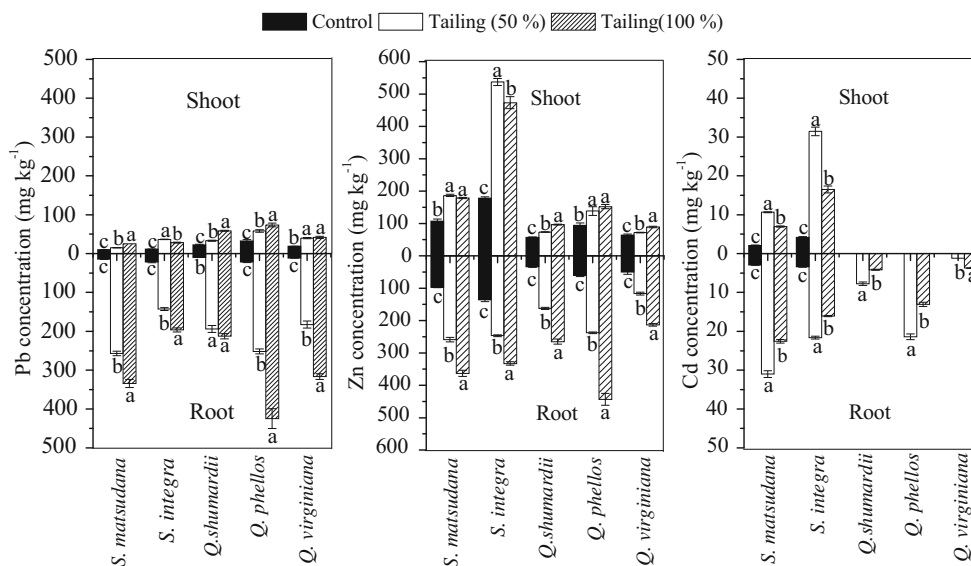 Control Tailing (50 %) Tailing(100 %)
Pb concentration (mg kg-1)
500
400
300
200
100
0
100
200
300
400
500
Shoot
c c b a
c b a
c b a
c b a
b a a
c b a
c b a
b a a
c b a
c b a
Root
S. matsudana
S. integra
Q.shumardii
Q. phellos
Q. virginiana
Zn concentration (mg kg-1)
600
500
400
300
200
100
0
100
200
300
400
500
600
Shoot
b a a
c a b
c b a
b a a
b b a
c b a
c b a
c b a
c b a
c b a
Root
S. matsudana
S. integra
Q.shumardii
Q. phellos
Q. virginiana
Cd concentration (mg kg-1)
50
40
30
20
10
0
10
20
30
40
50
Shoot
c a b
c a b
c a b
c a b
a b
a b
b a
Root
S. matsudana
S. integra
Q.shumardii
Q. phellos
Q. virginiana